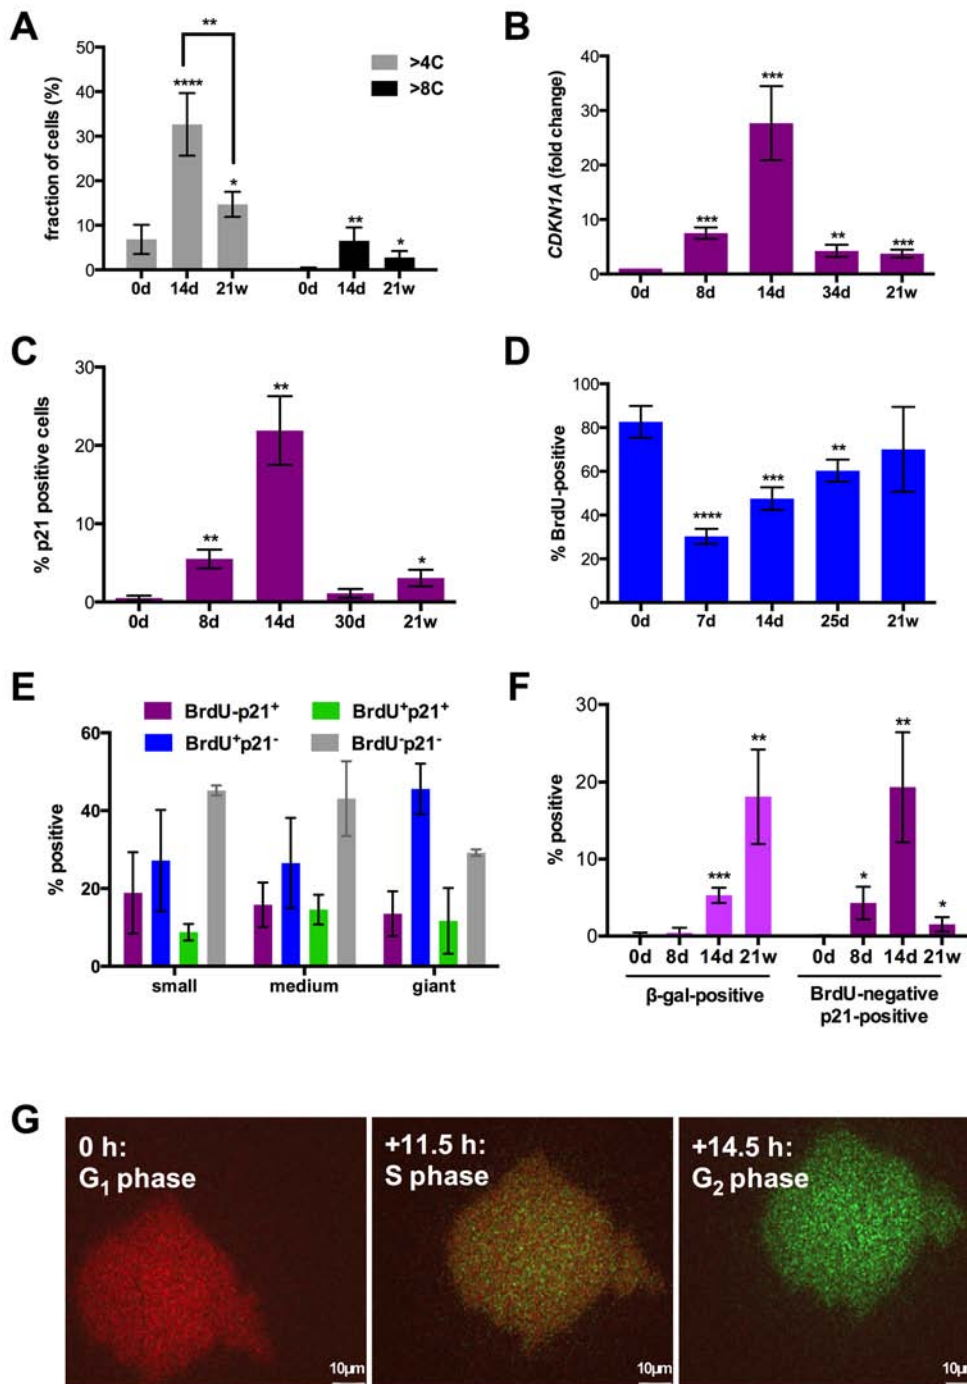 A
fraction of cells (%)
50
40
30
20
10
0
**
****
*
**
*
>4C
>8C
0d 14d 21w 0d 14d 21w
B
CDKN1A (fold change)
40
30
20
10
0
***
***
**
***
0d 8d 14d 34d 21w
C
% p21 positive cells
30
20
10
0
**
**
*
0d 8d 14d 30d 21w
D
% BrdU-positive
100
80
60
40
20
0
****
***
**
0d 7d 14d 25d 21w
E
BrdU-p21+ BrdU+p21+
BrdU+p21- BrdU-p21-
% positive
60
40
20
0
small medium giant
F
% positive
30
20
10
0
***
**
*
**
*
0d 8d 14d 21w 0d 8d 14d 21w
β-gal-positive BrdU-negative
p21-positive
G
0 h:
G1 phase
10µm
+11.5 h:
S phase
10µm
+14.5 h:
G2 phase
10µm